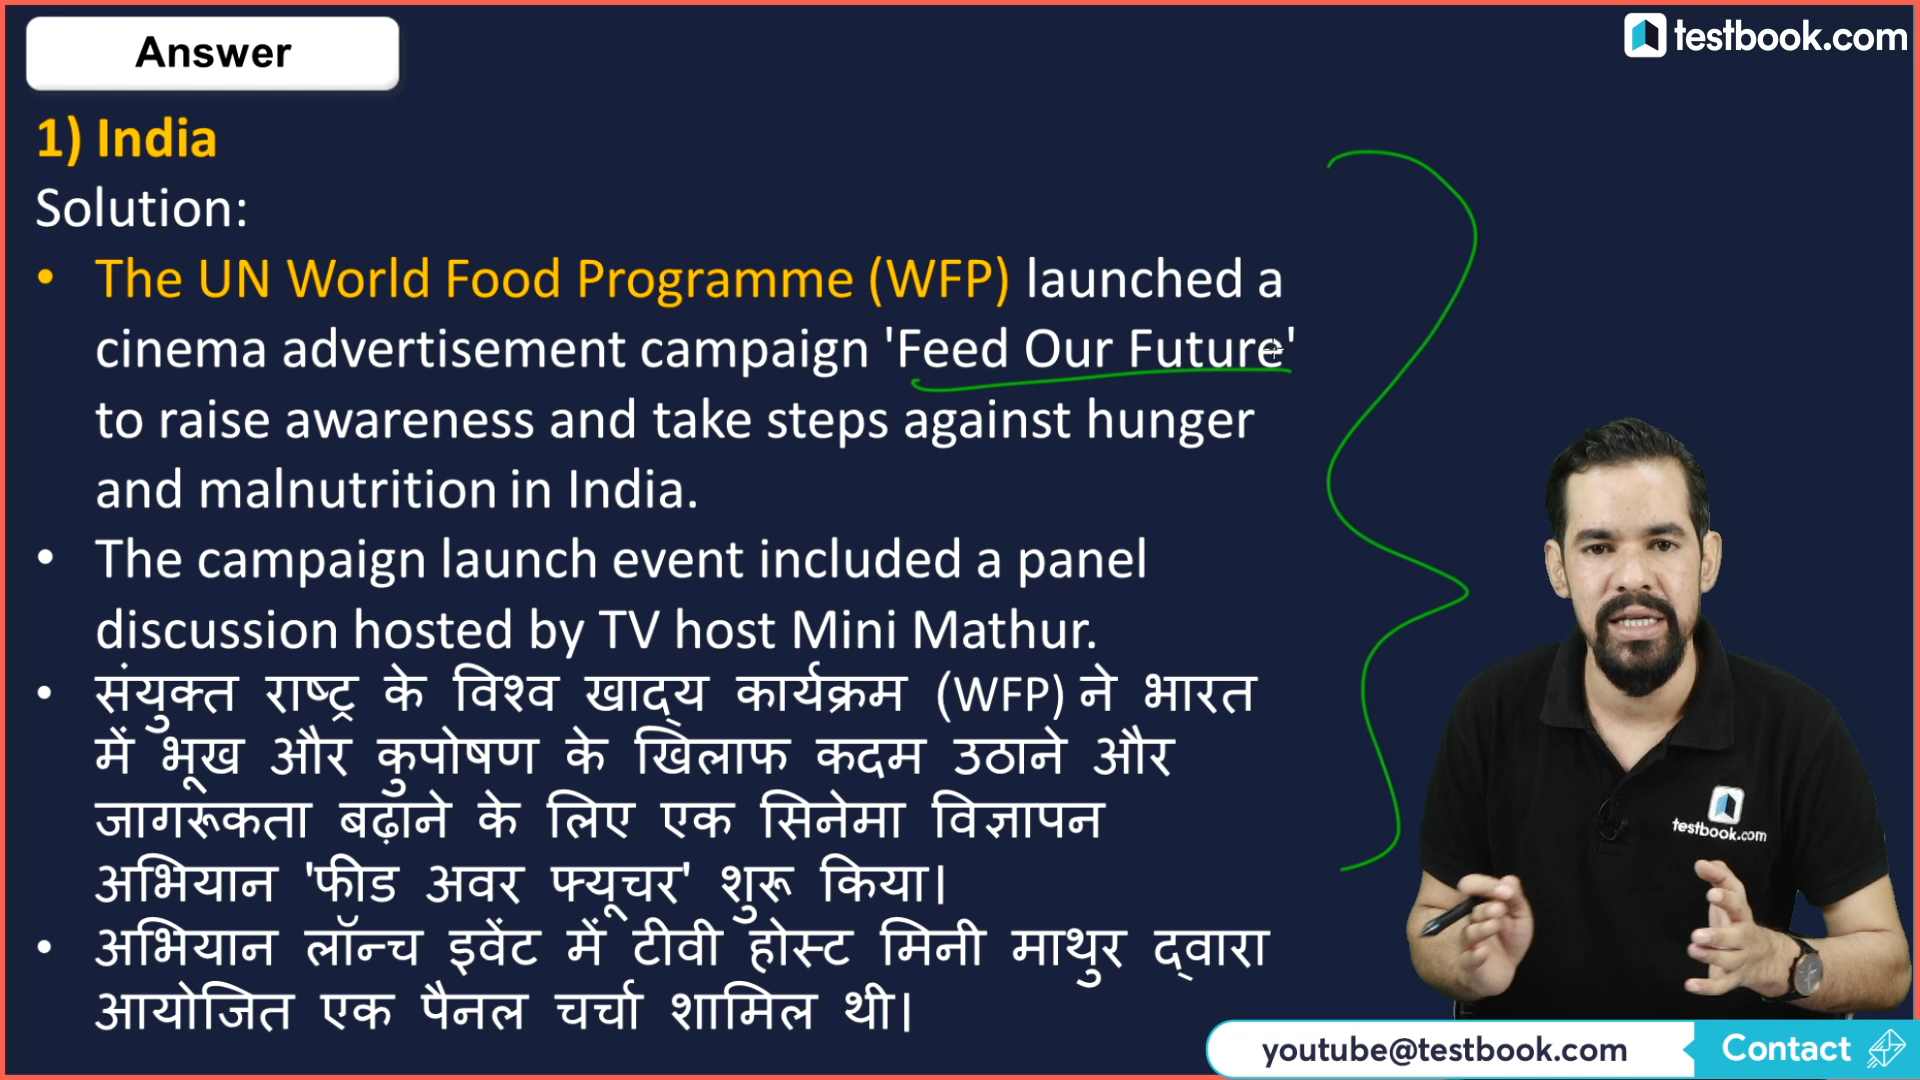 Answer
testbook.com
1) India
Solution:
• The UN World Food Programme (WFP) launched a
cinema advertisement campaign 'Feed Our Future'
to raise awareness and take steps against hunger
and malnutrition in India.
• The campaign launch event included a panel
discussion hosted by TV host Mini Mathur.
• संयुक्त राष्ट्र के विश्व खाद्य कार्यक्रम (WFP) ने भारत
में भूख और कुपोषण के खिलाफ कदम उठाने और
जागरूकता बढ़ाने के लिए एक सिनेमा विज्ञापन
अभियान 'फीड अवर फ्यूचर' शुरू किया।
• अभियान लॉन्च इवेंट में टीवी होस्ट मिनी माथुर द्वारा
आयोजित एक पैनल चर्चा शामिल थी।
testbook.com
youtube@testbook.com
Contact